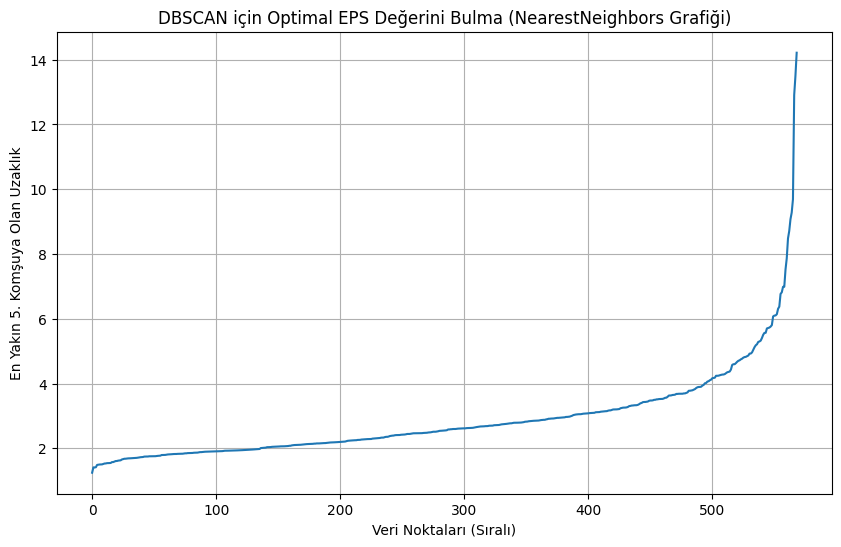 DBSCAN için Optimal EPS Değerini Bulma (NearestNeighbors Grafiği)
En Yakın 5. Komşuya Olan Uzaklık
14
12
10
8
6
4
2
0 100 200 300 400 500
Veri Noktaları (Sıralı)